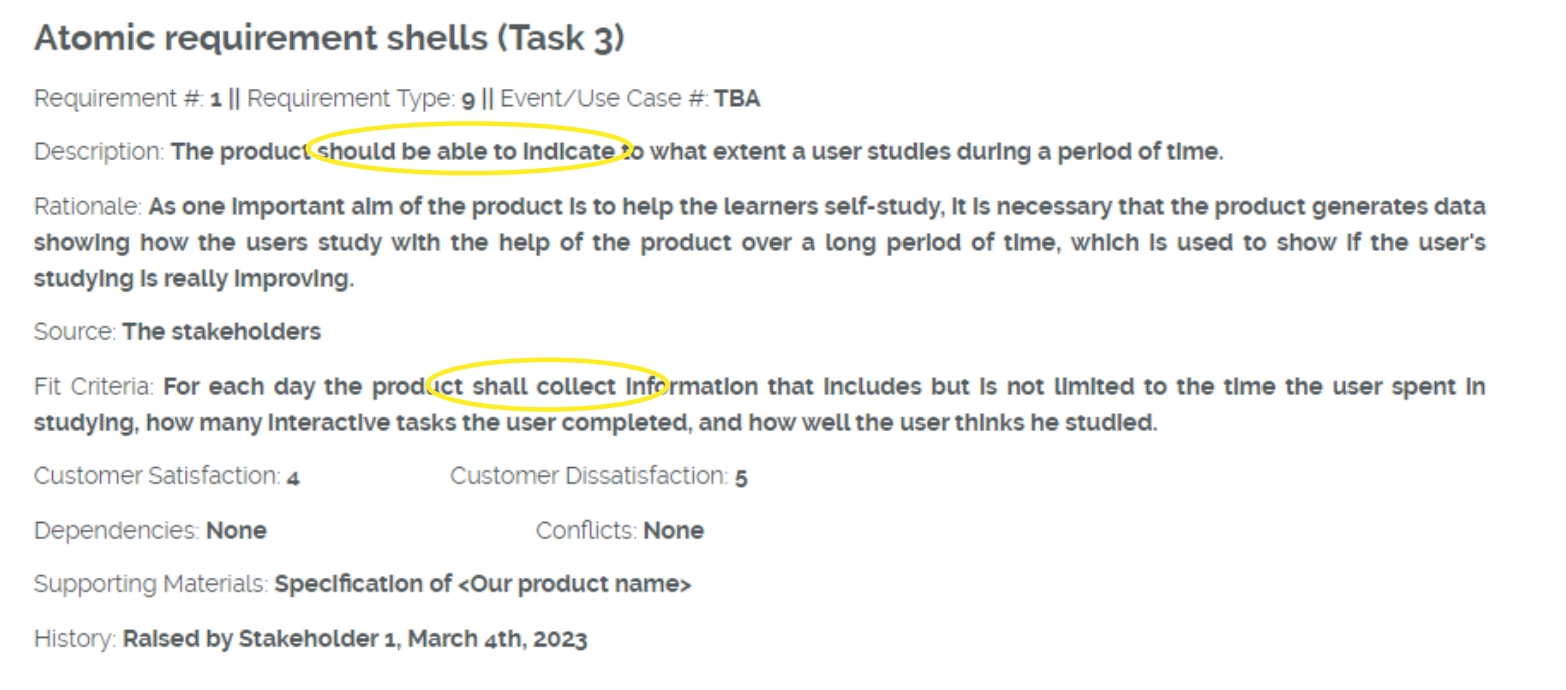 Atomic requirement shells (Task 3)
Requirement #: 1 || Requirement Type: 9 || Event/Use Case #: TBA
Description: The product should be able to indicate to what extent a user studies during a period of time.
Rationale: As one important aim of the product is to help the learners self-study, it is necessary that the product generates data
showing how the users study with the help of the product over a long period of time, which is used to show if the user's
studying is really improving.
Source: The stakeholders
Fit Criteria: For each day the product shall collect information that includes but is not limited to the time the user spent in
studying, how many interactive tasks the user completed, and how well the user thinks he studied.
Customer Satisfaction: 4 Customer Dissatisfaction: 5
Dependencies: None Conflicts: None
Supporting Materials: Specification of <Our product name>
History: Raised by Stakeholder 1, March 4th, 2023